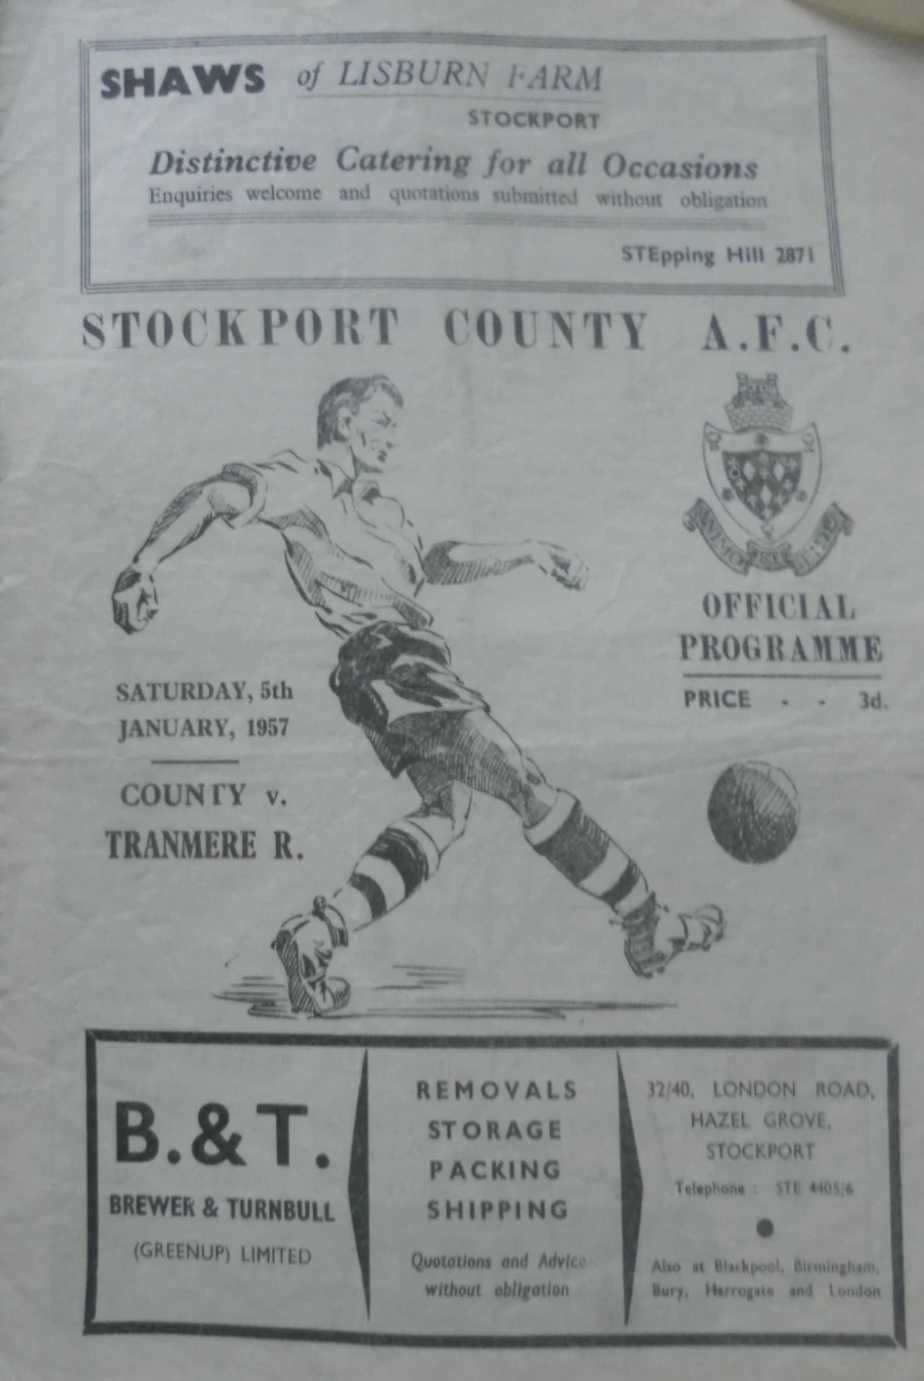 SHAWS of LISBURN FARM
STOCKPORT
Distinctive Catering for all Occasions
Enquiries welcome and quotations submitted without obligation
STEpping Hill 2871
STOCKPORT COUNTY A.F.C.
OFFICIAL
PROGRAMME
PRICE - - 3d.
SATURDAY, 5th
JANUARY, 1957
COUNTY v.
TRANMERE R.
B.&T.
BREWER & TURNBULL
(GREENUP) LIMITED
REMOVALS
STORAGE
PACKING
SHIPPING
Quotations and Advice
without obligation
32/40, LONDON ROAD,
HAZEL GROVE,
STOCKPORT
Telephone : STE 4405/6
Also at Blackpool, Birmingham,
Bury, Harrogate and London